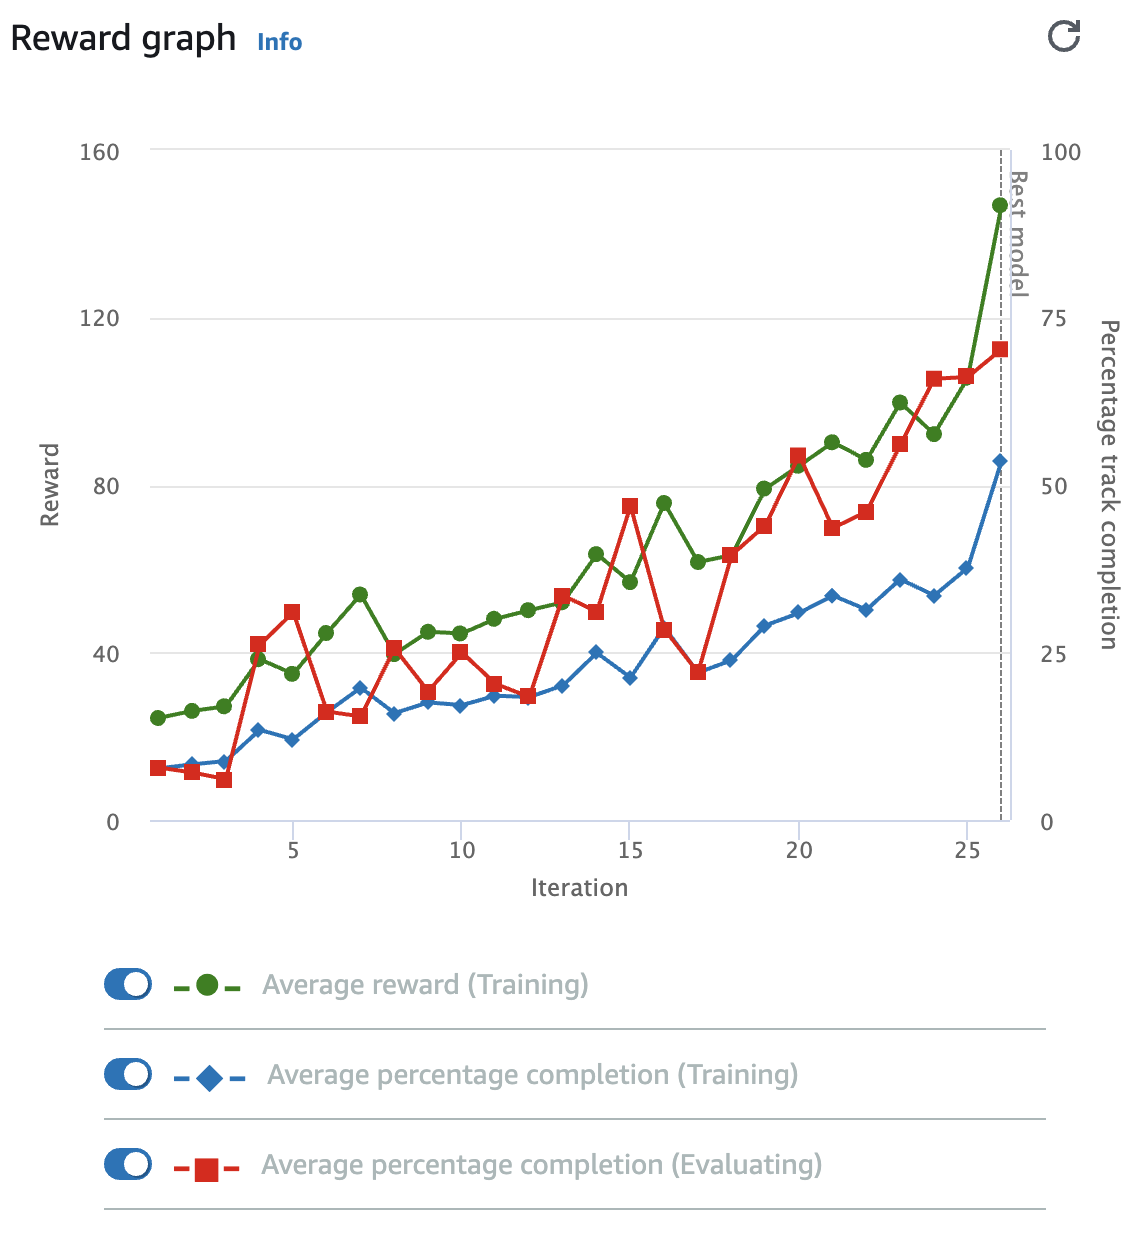 Reward graph Info
160
120
80
40
0
100
75
50
25
0
Best model
Reward
Percentage track completion
5 10 15 20 25
Iteration
Average reward (Training)
Average percentage completion (Training)
Average percentage completion (Evaluating)